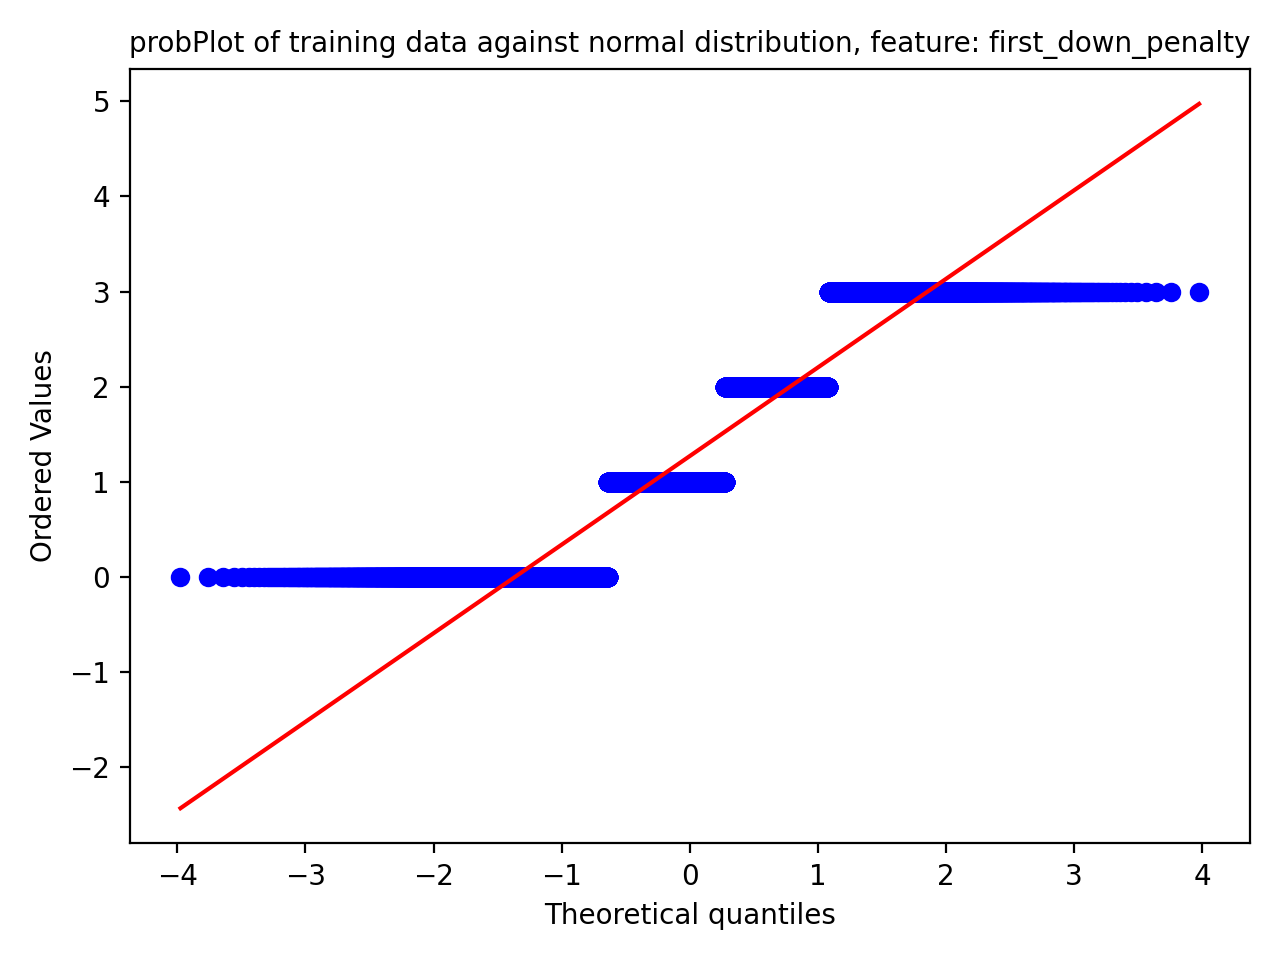 probPlot of training data against normal distribution, feature: first_down_penalty
5
4
3
2
1
0
−1
−2
Ordered Values
−4 −3 −2 −1 0 1 2 3 4
Theoretical quantiles